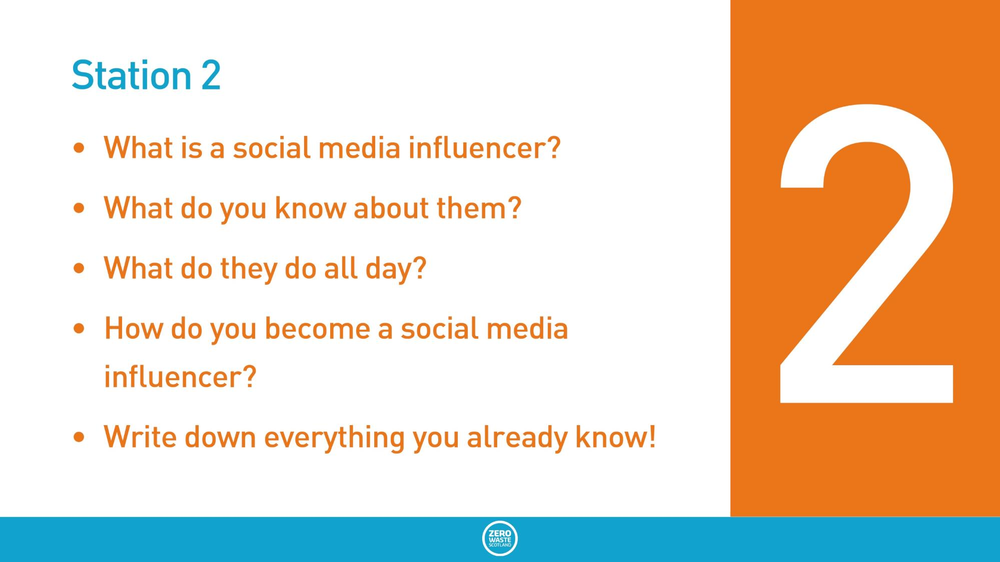 Station 2
• What is a social media influencer?
• What do you know about them?
• What do they do all day?
• How do you become a social media
influencer?
• Write down everything you already know!
2
ZERO
WASTE
SCOTLAND